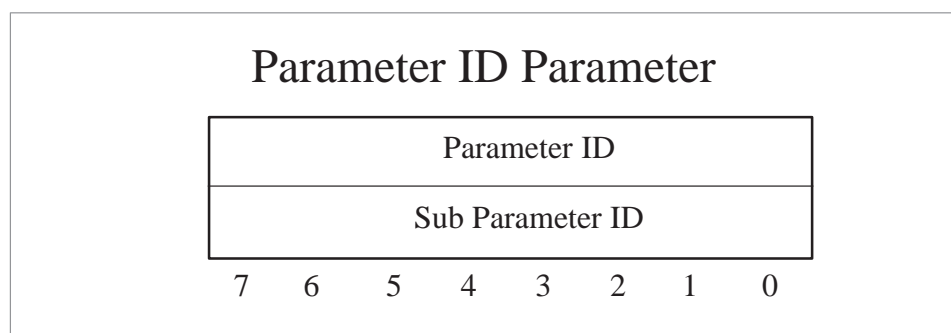 Parameter ID Parameter
Parameter ID
Sub Parameter ID
7 6 5 4 3 2 1 0